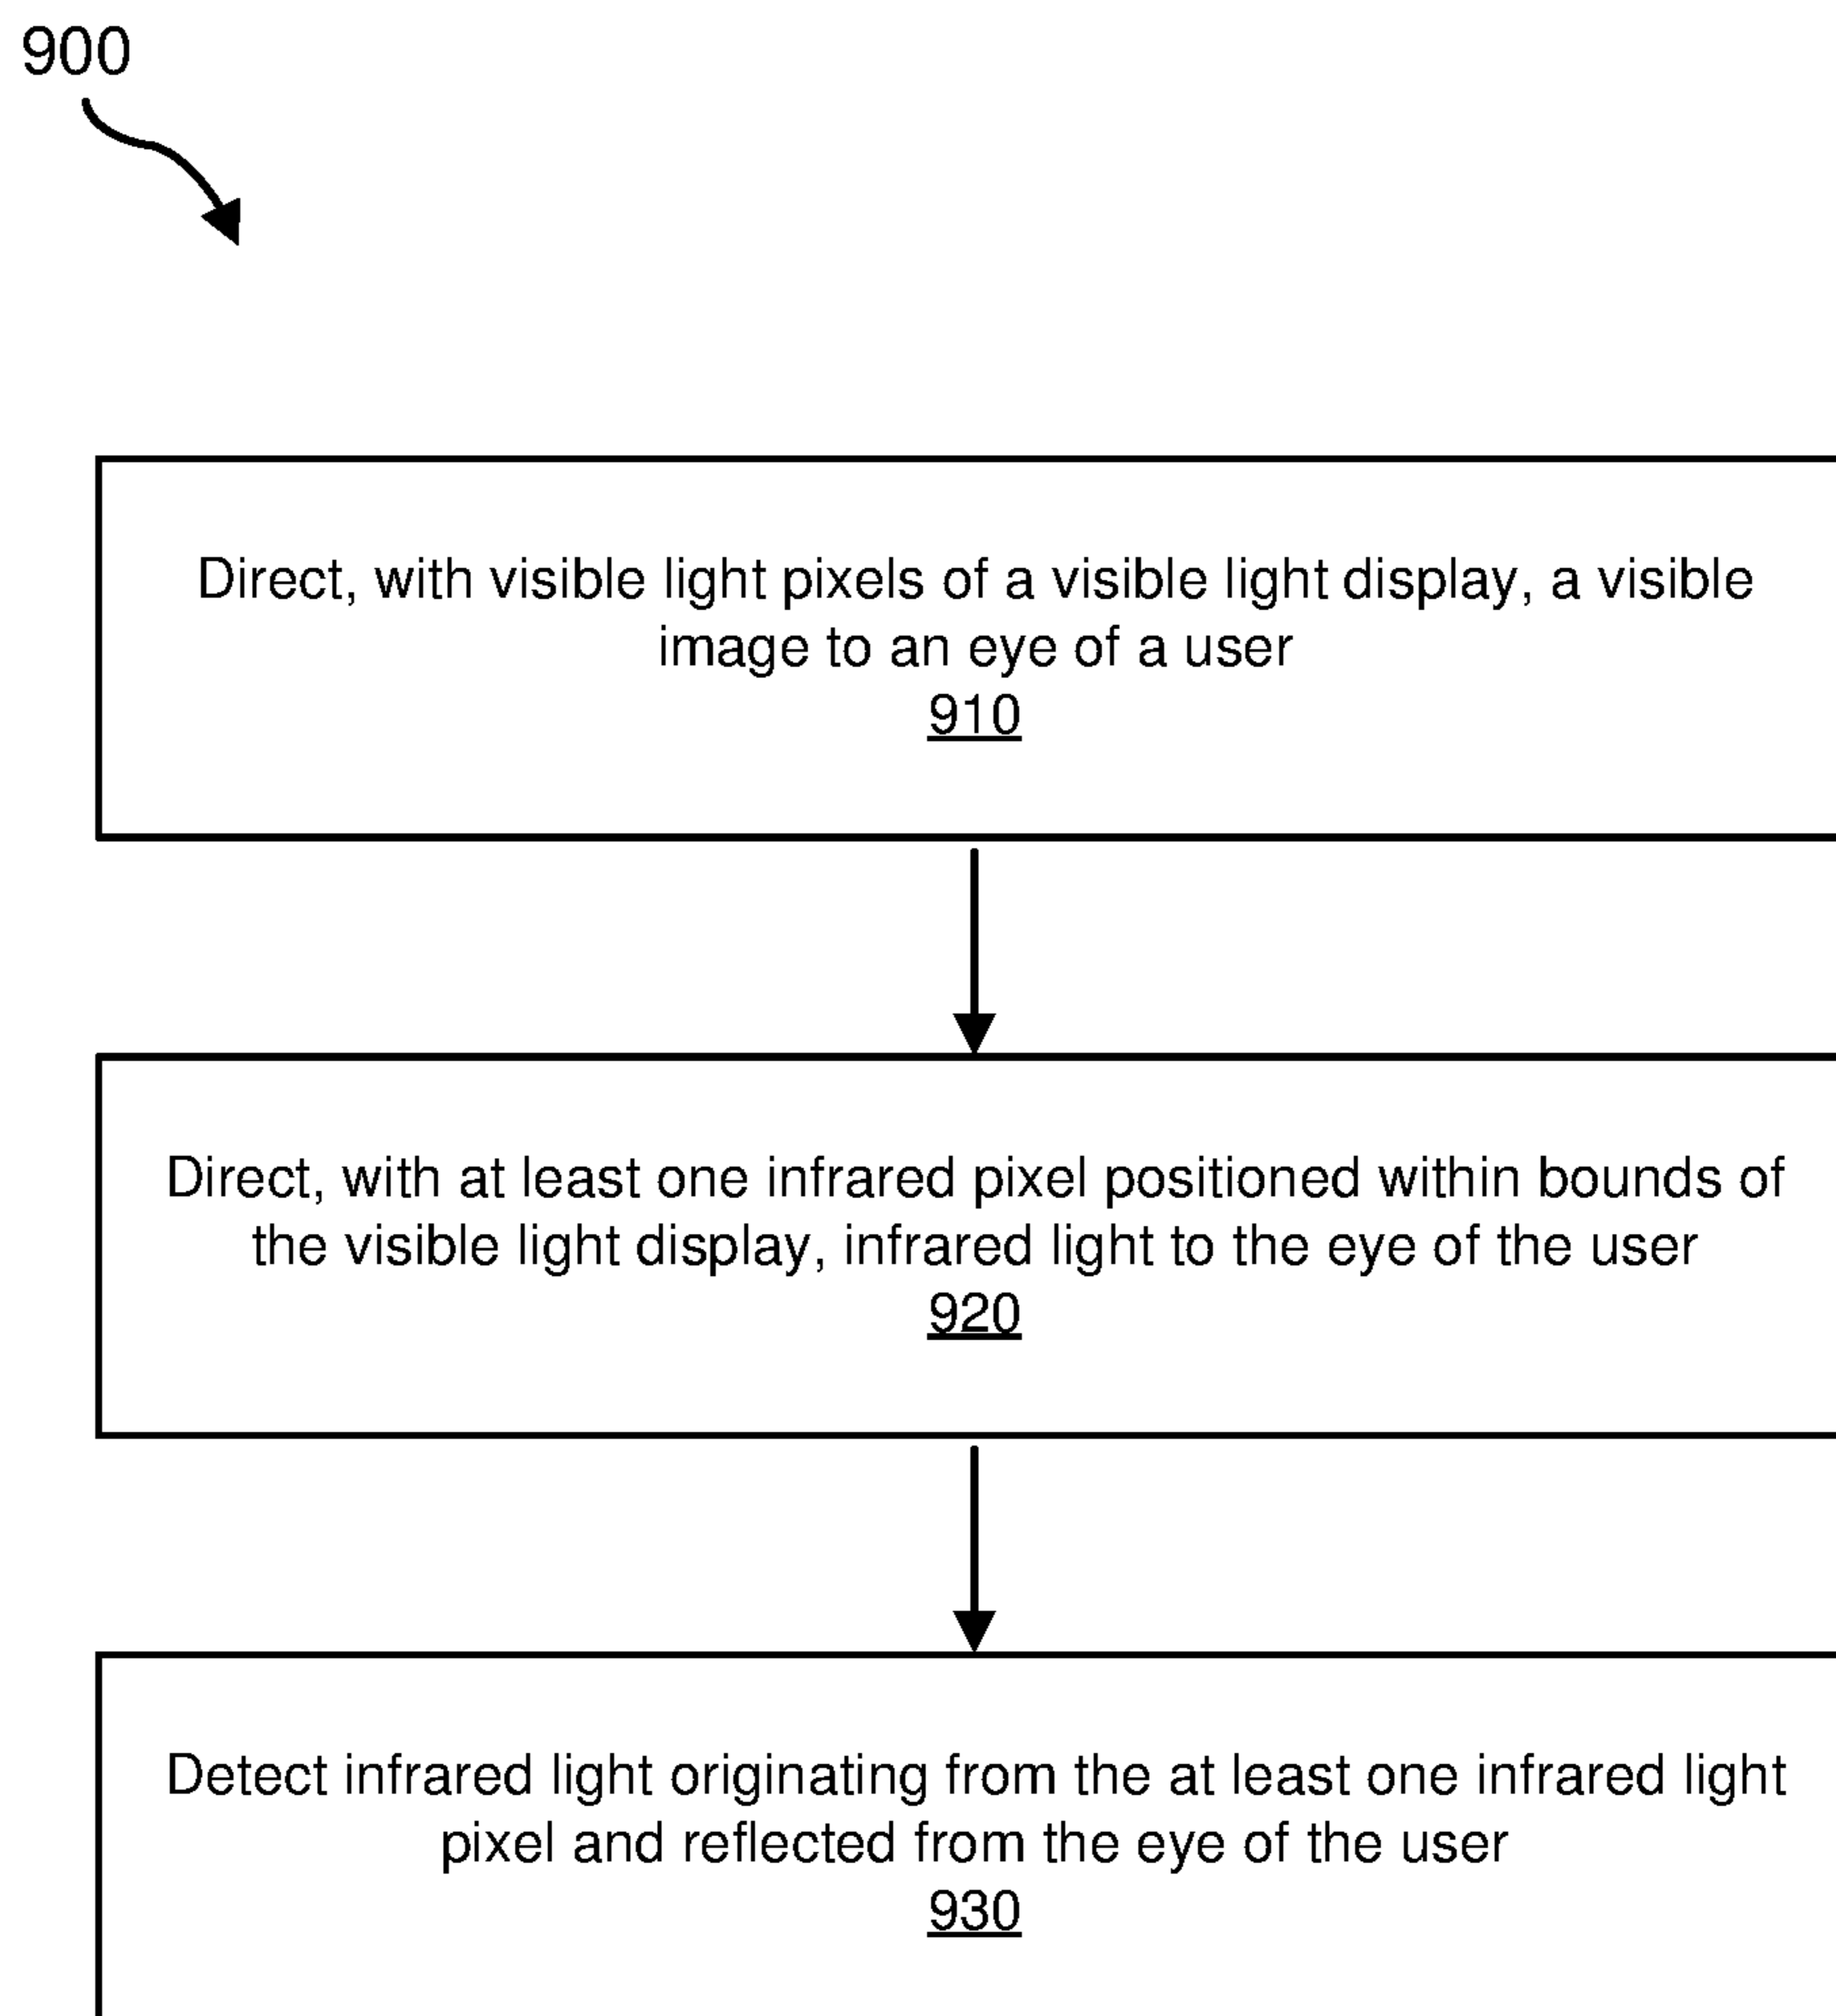 900
Direct, with visible light pixels of a visible light display, a visible
image to an eye of a user
910
Direct, with at least one infrared pixel positioned within bounds of
the visible light display, infrared light to the eye of the user
920
Detect infrared light originating from the at least one infrared light
pixel and reflected from the eye of the user
930